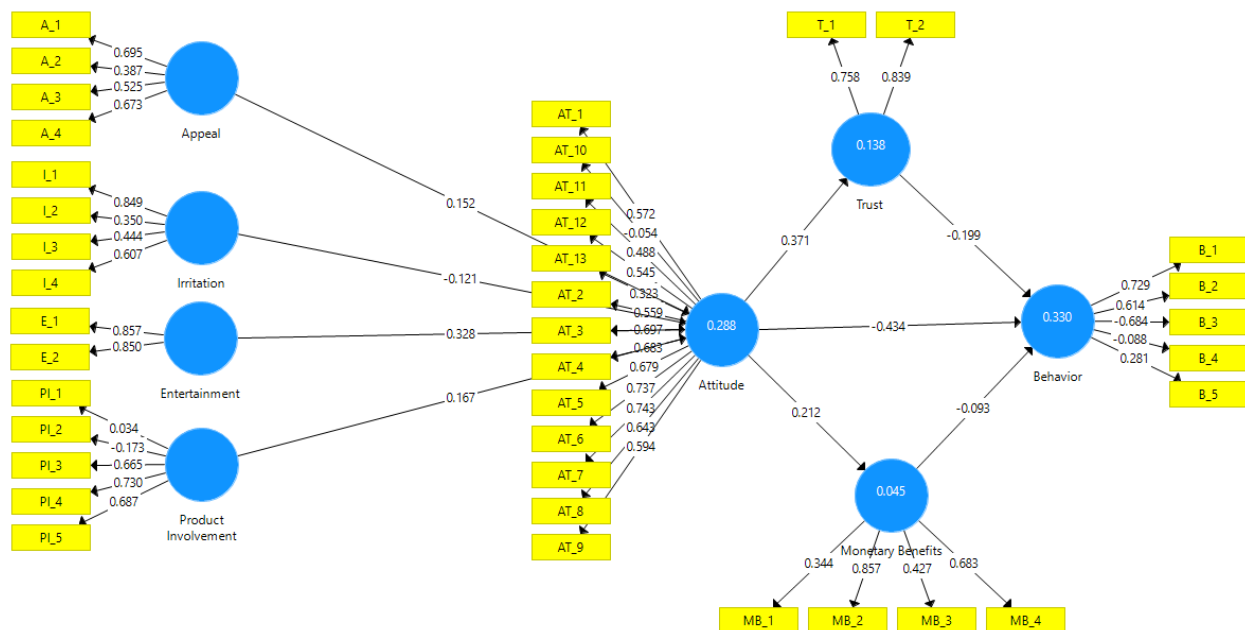 A_1
A_2
A_3
A_4
0.695
0.387
0.525
0.673
Appeal
I_1
I_2
I_3
I_4
0.849
0.350
0.444
0.607
Irritation
E_1
E_2
0.857
0.850
Entertainment
PI_1
PI_2
PI_3
PI_4
PI_5
0.034
-0.173
0.665
0.730
0.687
Product
Involvement
0.152
-0.121
0.328
0.167
AT_1
AT_10
AT_11
AT_12
AT_13
AT_2
AT_3
AT_4
AT_5
AT_6
AT_7
AT_8
AT_9
0.572
-0.054
0.488
0.545
0.323
0.559
0.697
0.683
0.679
0.737
0.743
0.643
0.594
0.288
Attitude
T_1
T_2
0.758
0.839
0.138
Trust
0.371
-0.199
-0.434
0.212
-0.093
0.330
Behavior
B_1
B_2
B_3
B_4
B_5
0.729
0.614
-0.684
-0.088
0.281
0.045
Monetary Benefits
0.344
0.857
0.427
0.683
MB_1
MB_2
MB_3
MB_4